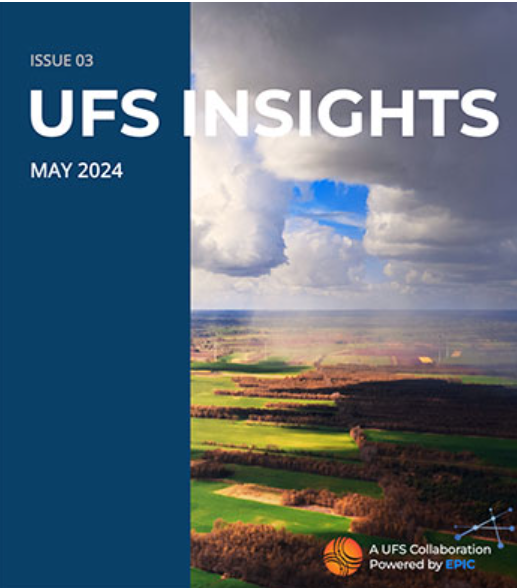 ISSUE 03
UFS INSIGHTS
MAY 2024
A UFS Collaboration
Powered by EPIC